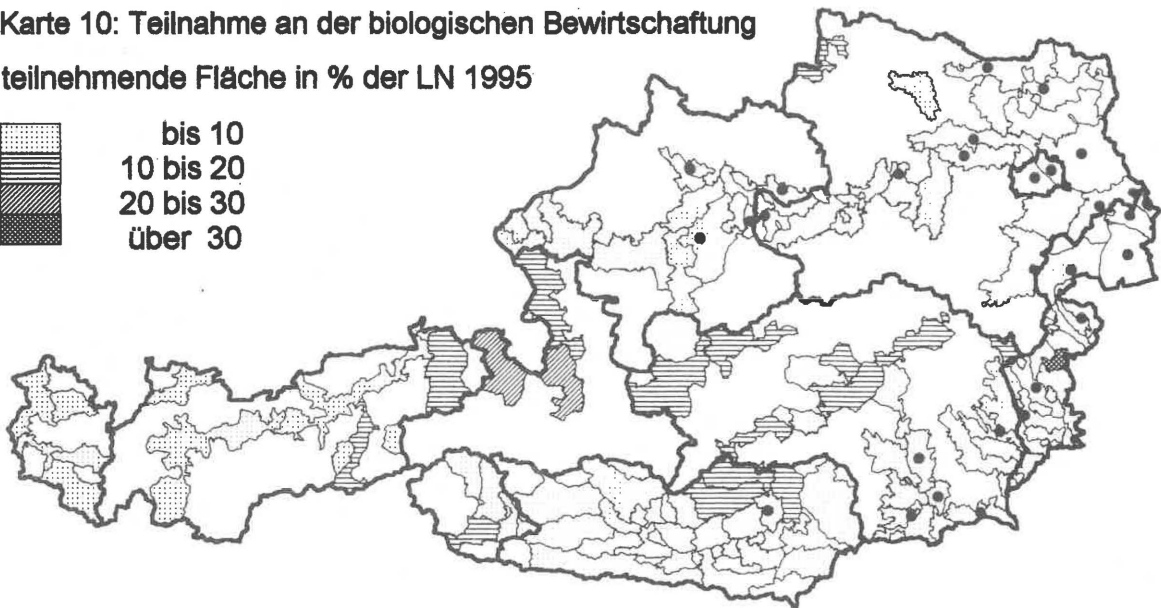 Karte 10: Teilnahme an der biologischen Bewirtschaftung
teilnehmende Fläche in % der LN 1995
bis 10
10 bis 20
20 bis 30
über 30